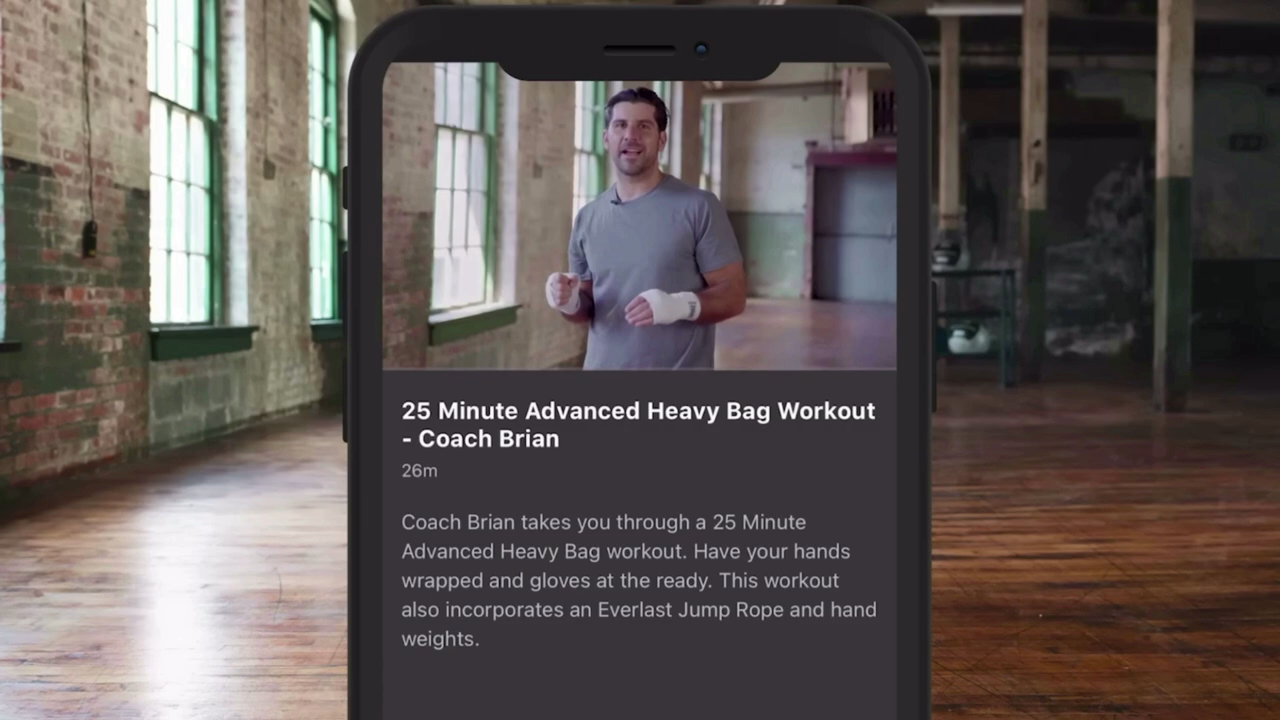 25 Minute Advanced Heavy Bag Workout
- Coach Brian
26m
Coach Brian takes you through a 25 Minute
Advanced Heavy Bag workout. Have your hands
wrapped and gloves at the ready. This workout
also incorporates an Everlast Jump Rope and hand
weights.